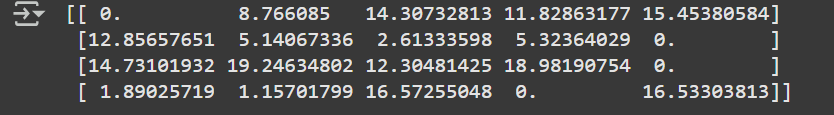 [[ 0.          8.766085   14.30732813 11.82863177 15.45380584]
 [12.85657651  5.14067336  2.61333598  5.32364029  0.        ]
 [14.73101932 19.24634802 12.30481425 18.98190754  0.        ]
 [ 1.89025719  1.15701799 16.57255048  0.         16.53303813]]